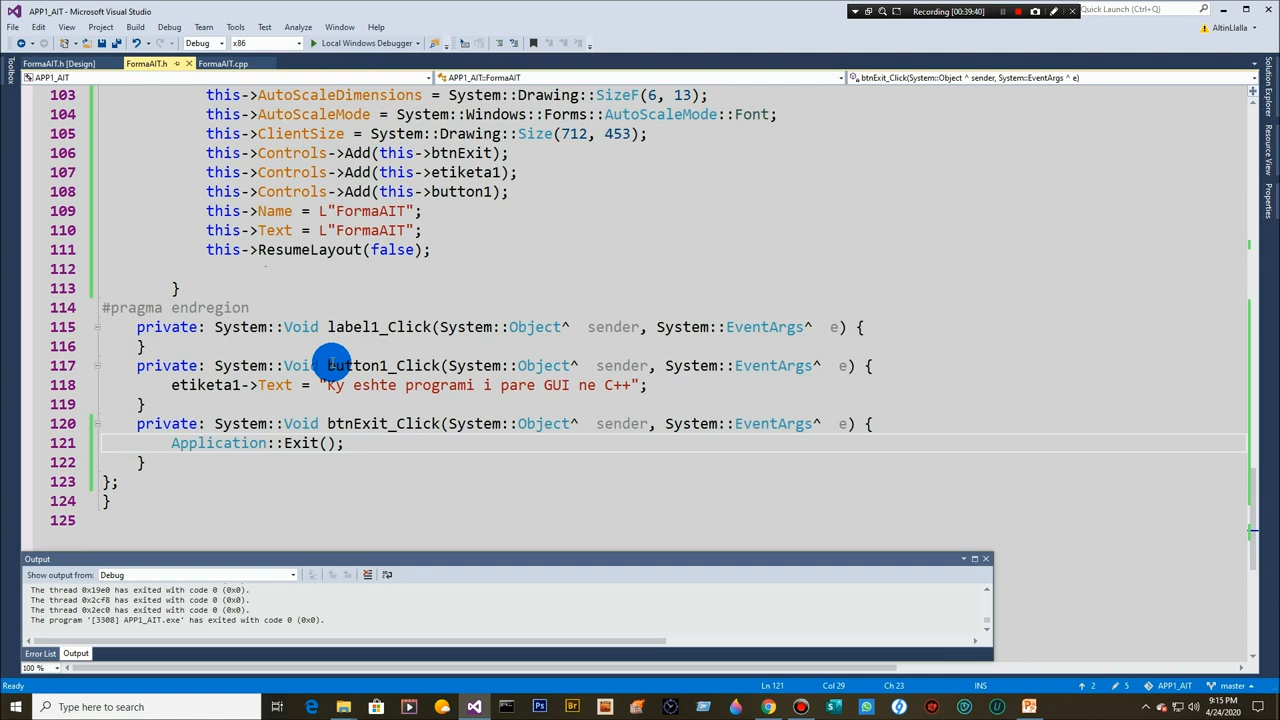 APP1_AIT - Microsoft Visual Studio
Recording [00:39:40]
Quick Launch (Ctrl+Q)
File Edit View Project Build Debug Team Tools Test Analyze Window Help
AltinLlalla
Debug x86 Local Windows Debugger
FormaAIT.h [Design] FormaAIT.h FormaAIT.cpp
APP1_AIT APP1_AIT::FormaAIT btnExit_Click(System::Object ^ sender, System::EventArgs ^ e)
Toolbox
Solution Explorer
Resource View
Properties
103 this->AutoScaleDimensions = System::Drawing::SizeF(6, 13);
104 this->AutoScaleMode = System::Windows::Forms::AutoScaleMode::Font;
105 this->ClientSize = System::Drawing::Size(712, 453);
106 this->Controls->Add(this->btnExit);
107 this->Controls->Add(this->etiketa1);
108 this->Controls->Add(this->button1);
109 this->Name = L"FormaAIT";
110 this->Text = L"FormaAIT";
111 this->ResumeLayout(false);
112
113 }
114 #pragma endregion
115 private: System::Void label1_Click(System::Object^ sender, System::EventArgs^ e) {
116 }
117 private: System::Void button1_Click(System::Object^ sender, System::EventArgs^ e) {
118 etiketa1->Text = "Ky eshte programi i pare GUI ne C++";
119 }
120 private: System::Void btnExit_Click(System::Object^ sender, System::EventArgs^ e) {
121 Application::Exit();
122 }
123 };
124 }
125
Output
Show output from: Debug
The thread 0x19e0 has exited with code 0 (0x0).
The thread 0x2cf8 has exited with code 0 (0x0).
The thread 0x2ec0 has exited with code 0 (0x0).
The program '[3308] APP1_AIT.exe' has exited with code 0 (0x0).
Error List Output
100 %
Ready Ln 121 Col 29 Ch 23 INS 2 5 APP1_AIT master
Type here to search
9:15 PM
4/24/2020